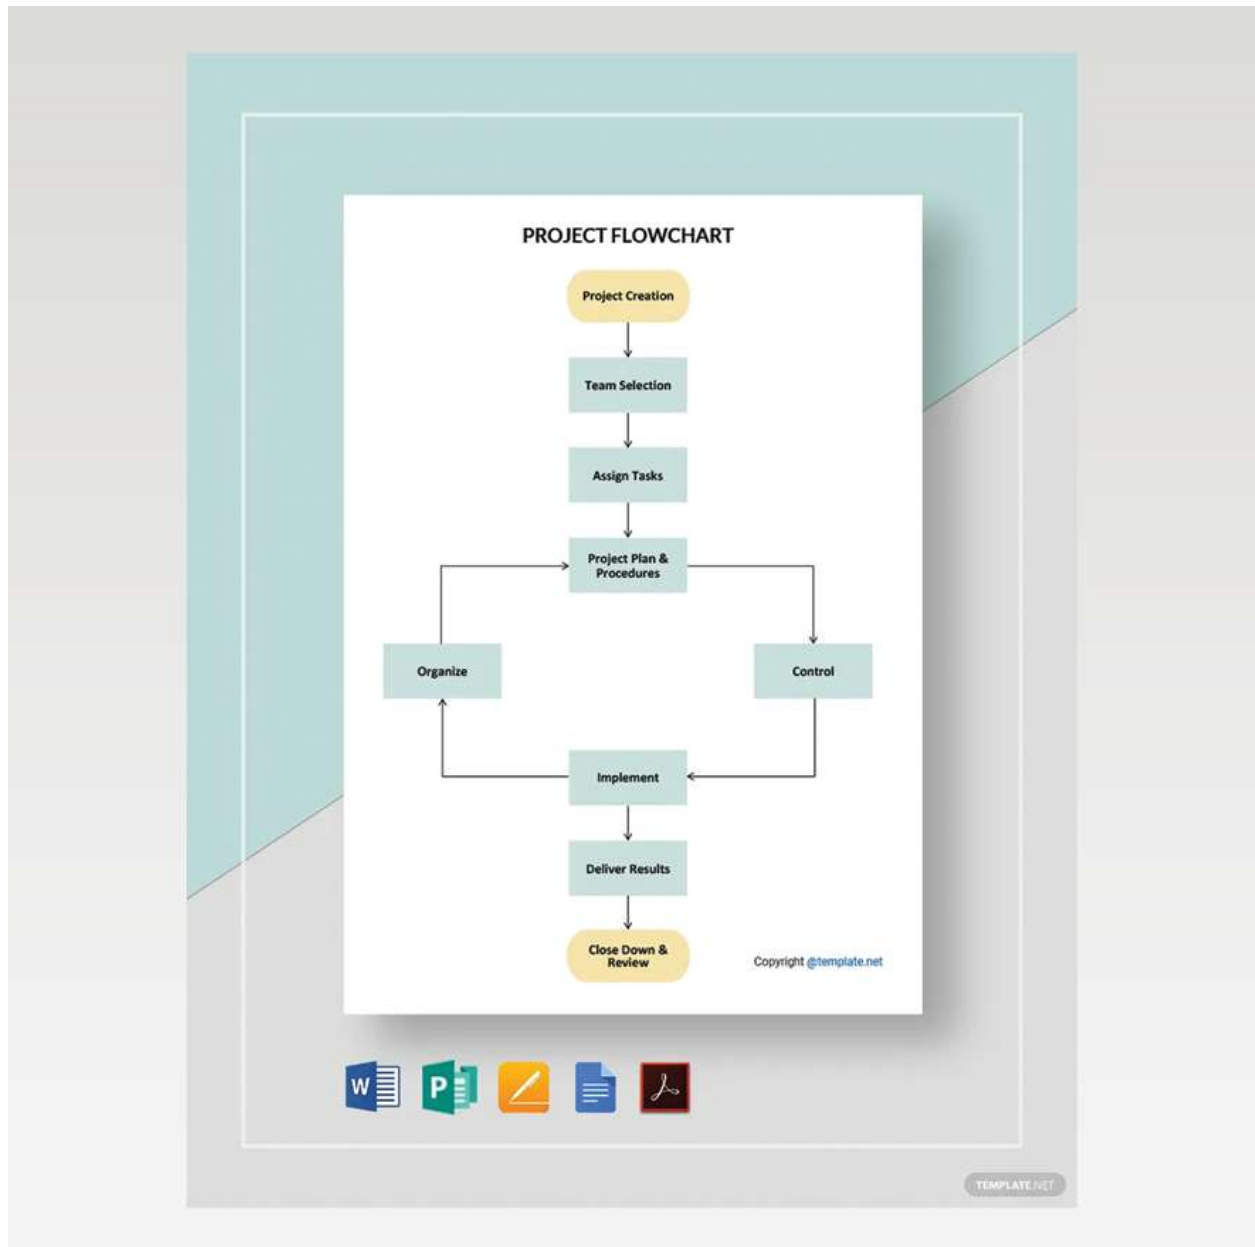 PROJECT FLOWCHART
Project Creation
Team Selection
Assign Tasks
Project Plan &
Procedures
Organize
Control
Implement
Deliver Results
Close Down &
Review
Copyright @template.net
W
P
TEMPLATE.NET